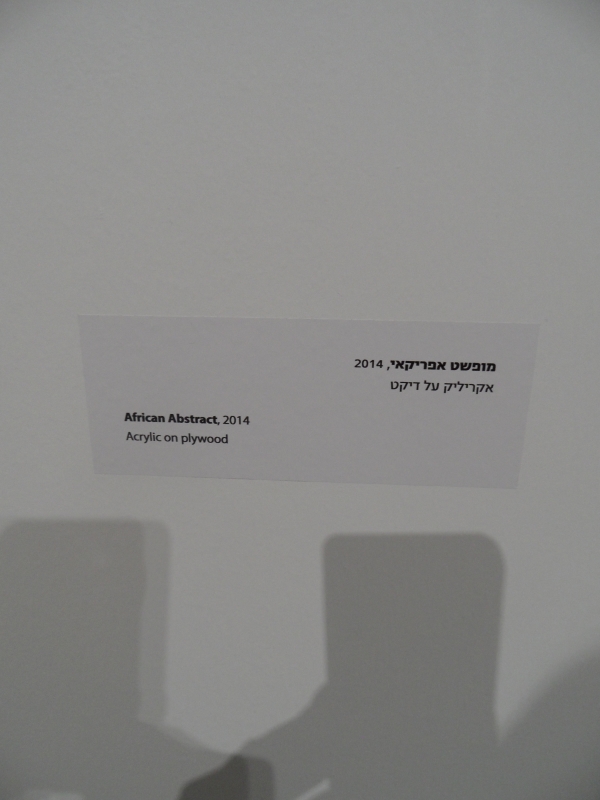 מופשט אפריקאי, 2014
אקריליק על דיקט
African Abstract, 2014
Acrylic on plywood